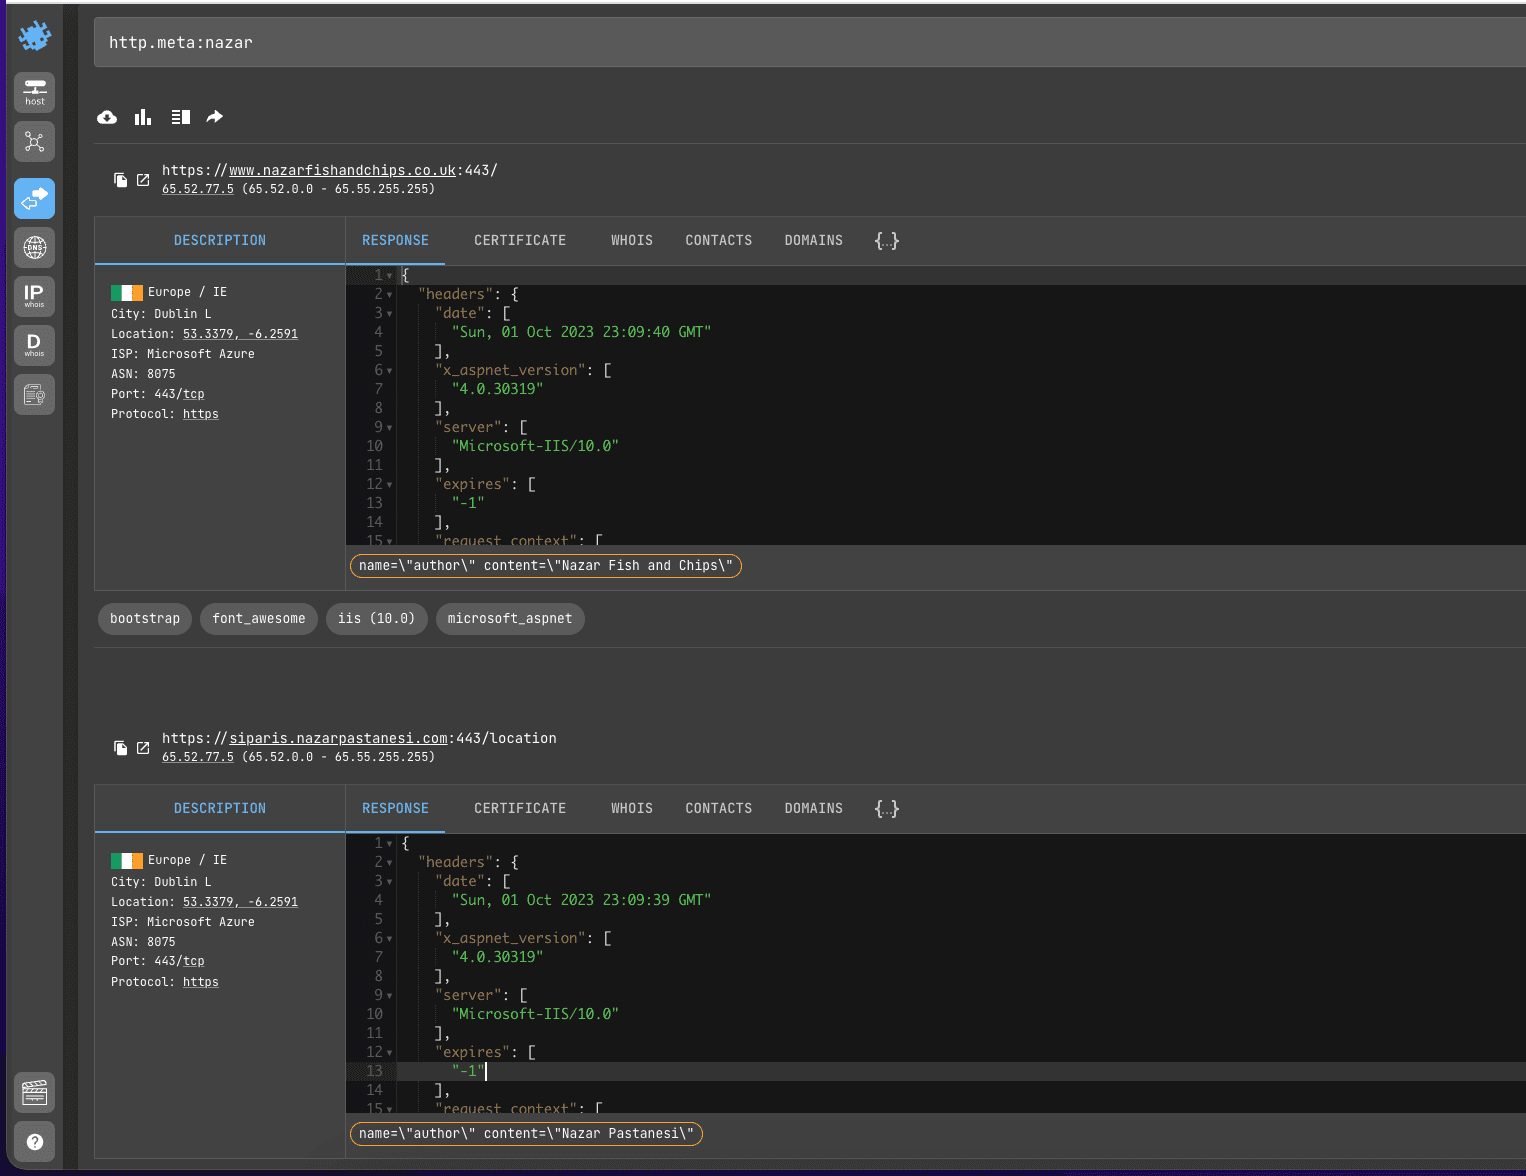 http.meta:nazar
host
https://www.nazarfishandchips.co.uk:443/
65.52.77.5 (65.52.0.0 - 65.55.255.255)
DESCRIPTION
RESPONSE CERTIFICATE WHOIS CONTACTS DOMAINS {..}
DNS
IP
whois
D
whois
Europe / IE
City: Dublin L
Location: 53.3379, -6.2591
ISP: Microsoft Azure
ASN: 8075
Port: 443/tcp
Protocol: https
1 {
2 "headers": {
3 "date": [
4 "Sun, 01 Oct 2023 23:09:40 GMT"
5 ],
6 "x_aspnet_version": [
7 "4.0.30319"
8 ],
9 "server": [
10 "Microsoft-IIS/10.0"
11 ],
12 "expires": [
13 "-1"
14 ],
15 "request_context": [
name=\"author\" content=\"Nazar Fish and Chips\"
bootstrap font_awesome iis (10.0) microsoft_aspnet
https://siparis.nazarpastanesi.com:443/location
65.52.77.5 (65.52.0.0 - 65.55.255.255)
DESCRIPTION
RESPONSE CERTIFICATE WHOIS CONTACTS DOMAINS {..}
Europe / IE
City: Dublin L
Location: 53.3379, -6.2591
ISP: Microsoft Azure
ASN: 8075
Port: 443/tcp
Protocol: https
1 {
2 "headers": {
3 "date": [
4 "Sun, 01 Oct 2023 23:09:39 GMT"
5 ],
6 "x_aspnet_version": [
7 "4.0.30319"
8 ],
9 "server": [
10 "Microsoft-IIS/10.0"
11 ],
12 "expires": [
13 "-1"
14 ],
15 "request_context": [
name=\"author\" content=\"Nazar Pastanesi\"
?